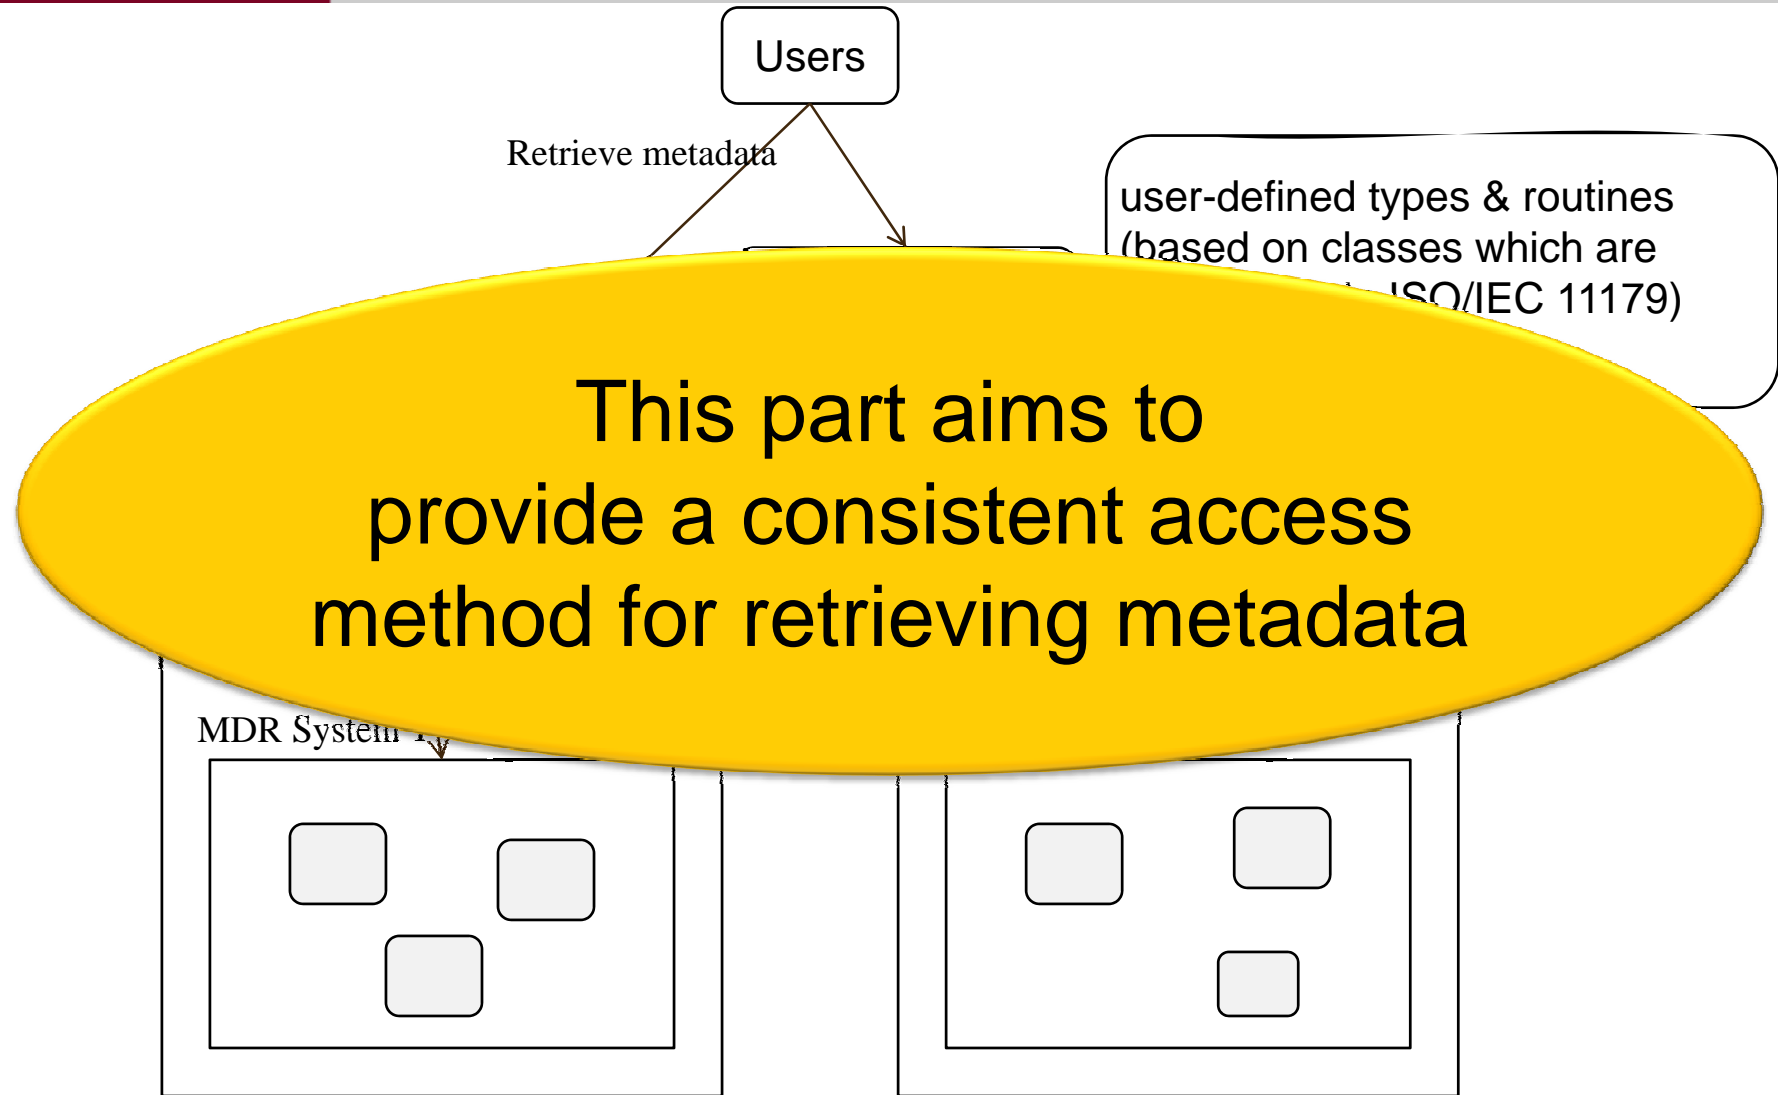 Users
Retrieve metadata
user-defined types & routines
(based on classes which are
ISO/IEC 11179)
This part aims to
provide a consistent access
method for retrieving metadata
MDR System